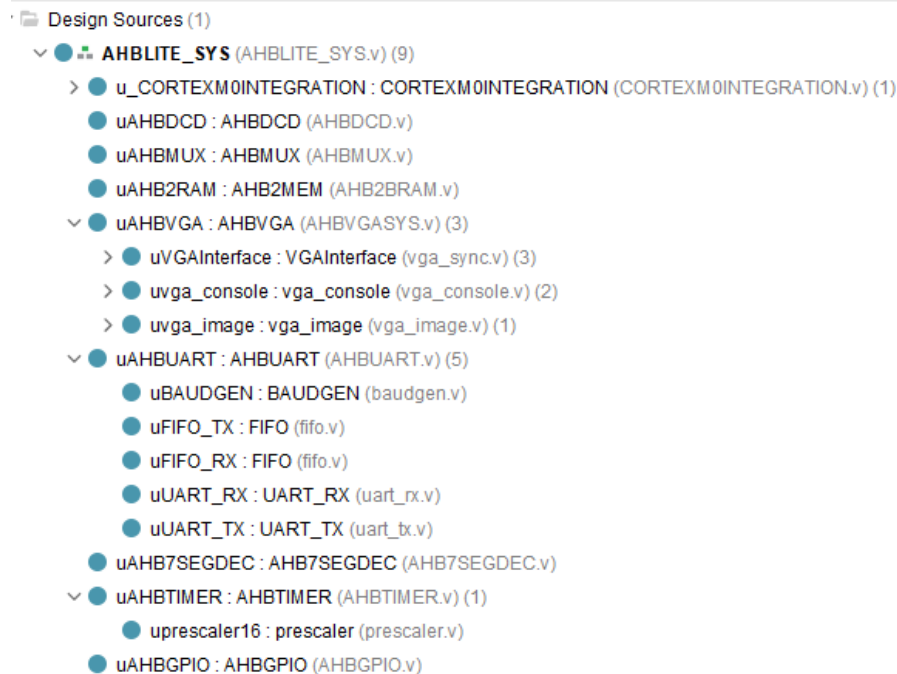 Design Sources (1)
AHBLITE_SYS (AHBLITE_SYS.v) (9)
u_CORTEXM0INTEGRATION : CORTEXM0INTEGRATION (CORTEXM0INTEGRATION.v) (1)
uAHBDCD : AHBDCD (AHBDCD.v)
uAHBMUX : AHBMUX (AHBMUX.v)
uAHB2RAM : AHB2MEM (AHB2BRAM.v)
uAHBVGA : AHBVGA (AHBVGASYS.v) (3)
uVGAInterface : VGAInterface (vga_sync.v) (3)
uvga_console : vga_console (vga_console.v) (2)
uvga_image : vga_image (vga_image.v) (1)
uAHBUART : AHBUART (AHBUART.v) (5)
uBAUDGEN : BAUDGEN (baudgen.v)
uFIFO_TX : FIFO (fifo.v)
uFIFO_RX : FIFO (fifo.v)
uUART_RX : UART_RX (uart_rx.v)
uUART_TX : UART_TX (uart_tx.v)
uAHB7SEGDEC : AHB7SEGDEC (AHB7SEGDEC.v)
uAHBTIMER : AHBTIMER (AHBTIMER.v) (1)
uprescaler16 : prescaler (prescaler.v)
uAHBGPIO : AHBGPIO (AHBGPIO.v)